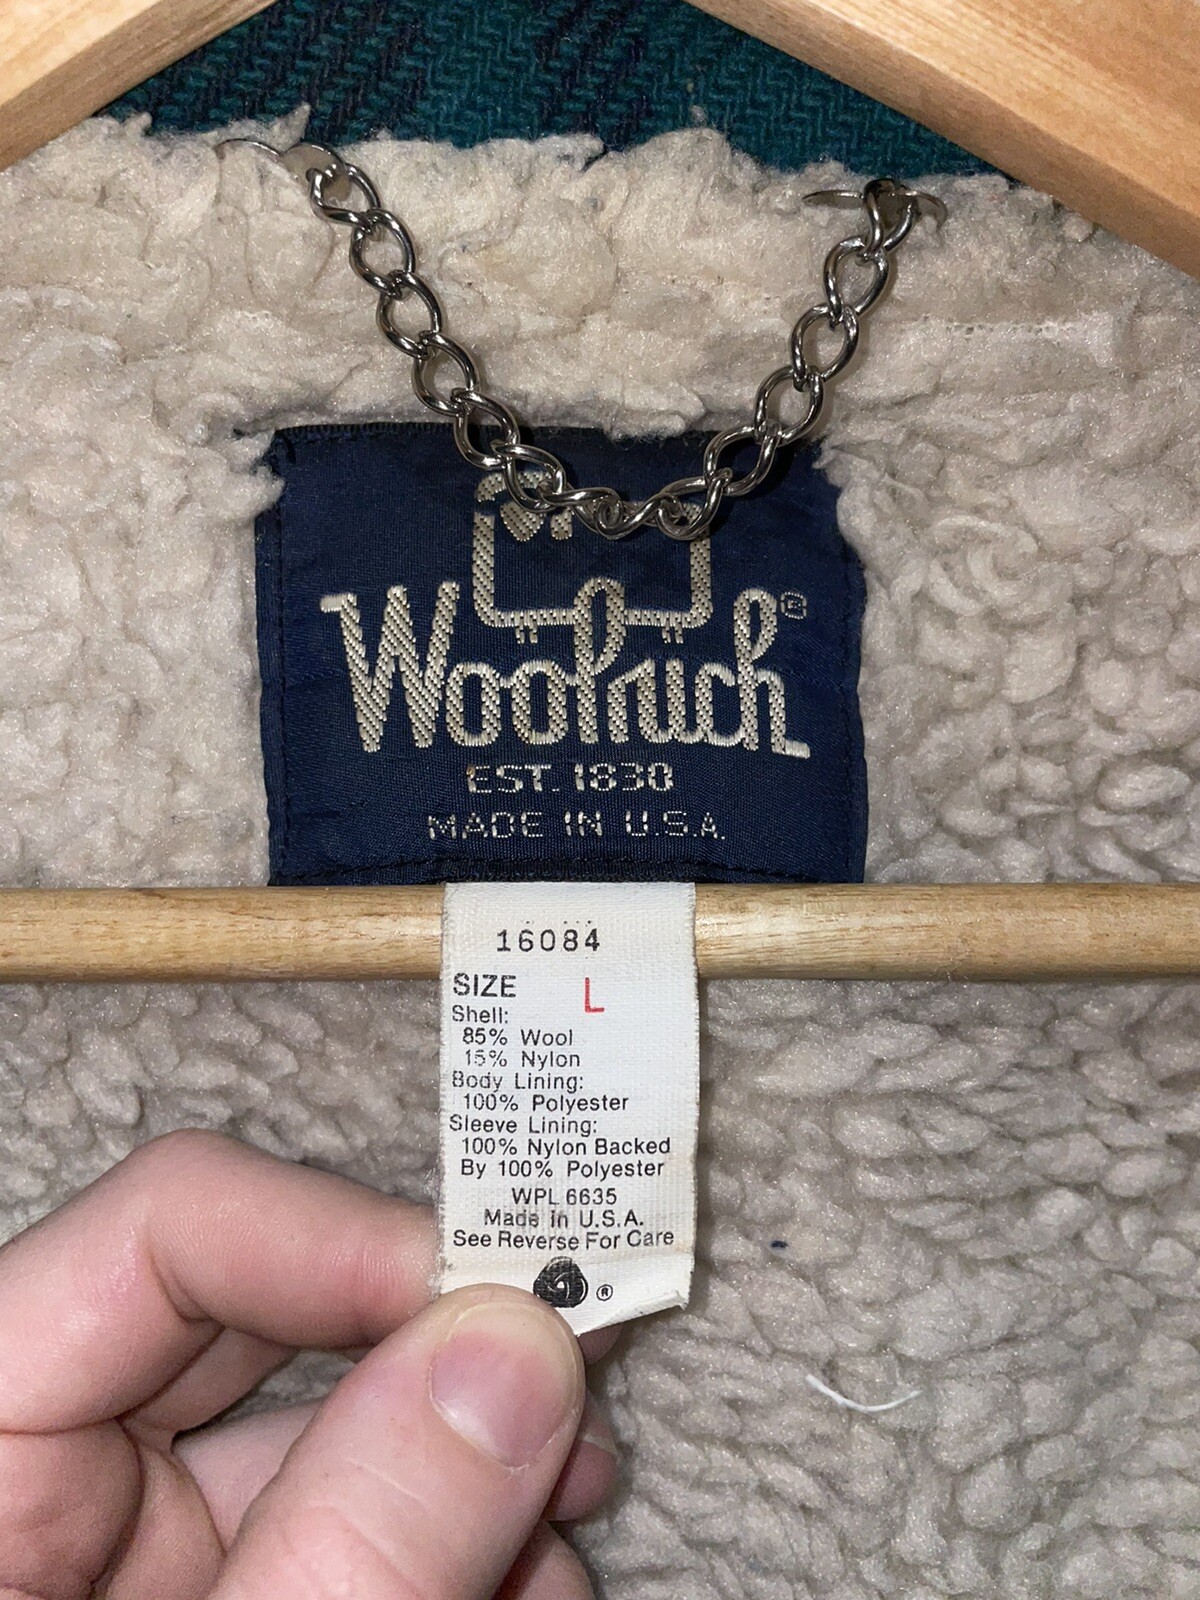 Woolrich®
EST. 1830
MADE IN U.S.A.
16084
SIZE L
Shell:
85% Wool
15% Nylon
Body Lining:
100% Polyester
Sleeve Lining:
100% Nylon Backed
By 100% Polyester
WPL 6635
Made in U.S.A.
See Reverse For Care
®